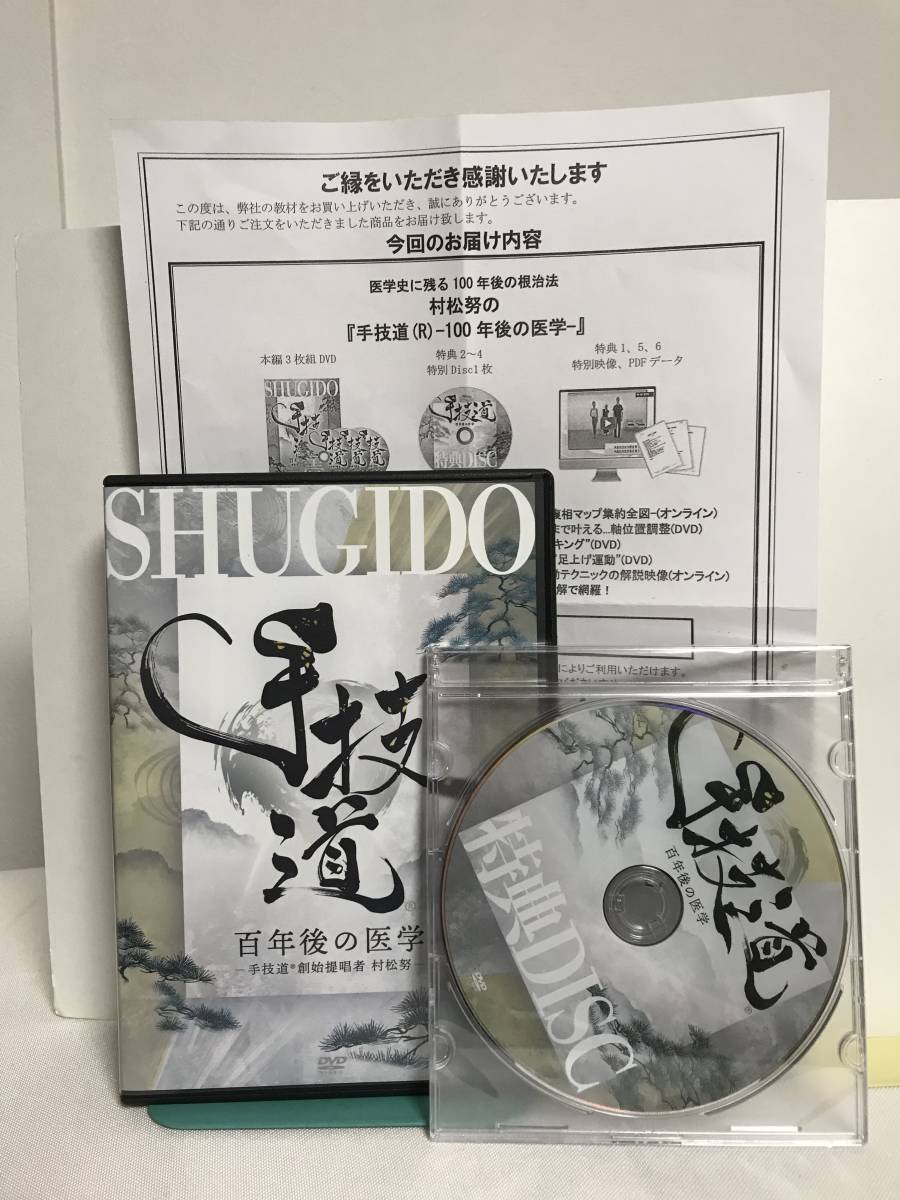 ご縁をいただき感謝いたします
この度は、弊社の教材をお買い上げいただき、誠にありがとうございます。
下記の通りご注文をいただきました商品をお届け致します。
今回のお届け内容
医学史に残る100年後の根治法
村松努の
『手技道(R)-100年後の医学-』
本編3枚組DVD
特典2～4
特別Disc1枚
特典1、5、6
特別映像、PDFデータ
SHUGIDO
手技道
手技道
特典DISC
複相マップ集約全図-(オンライン)
まで叶える…軸位置調整(DVD)
キング”(DVD)
“足上げ運動”(DVD)
テクニックの解説映像(オンライン)
解で網羅！
によりご利用いただけます。
SHUGIDO
手技道®
百年後の医学
－手技道®創始提唱者 村松努－
DVD
手技道®
百年後の医学
特典DISC
DVD